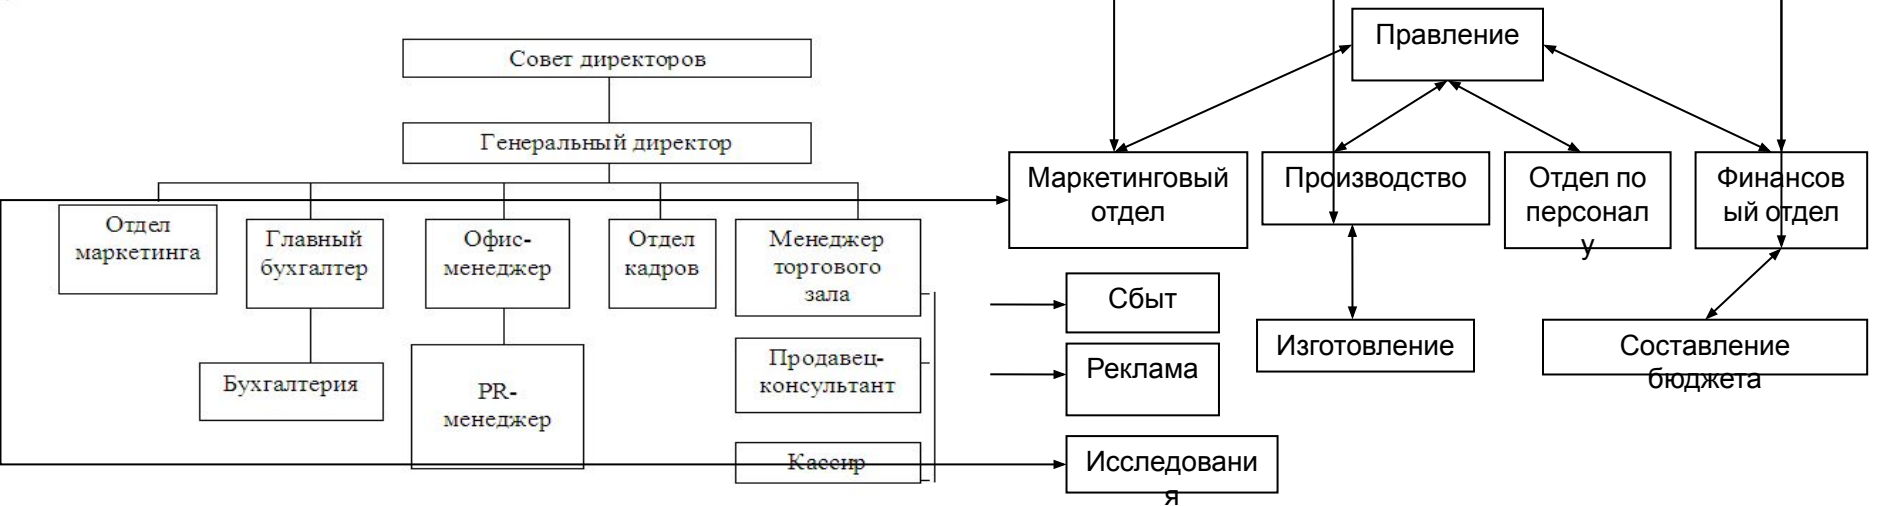 Совет директоров
Генеральный директор
Отдел
маркетинга
Главный
бухгалтер
Офис-
менеджер
Отдел
кадров
Менеджер
торгового
зала
Бухгалтерия
PR-
менеджер
Продавец-
консультант
Кассир
Правление
Маркетинговый
отдел
Производство
Отдел по
персонал
у
Финансов
ый отдел
Сбыт
Реклама
Исследовани
я
Изготовление
Составление
бюджета